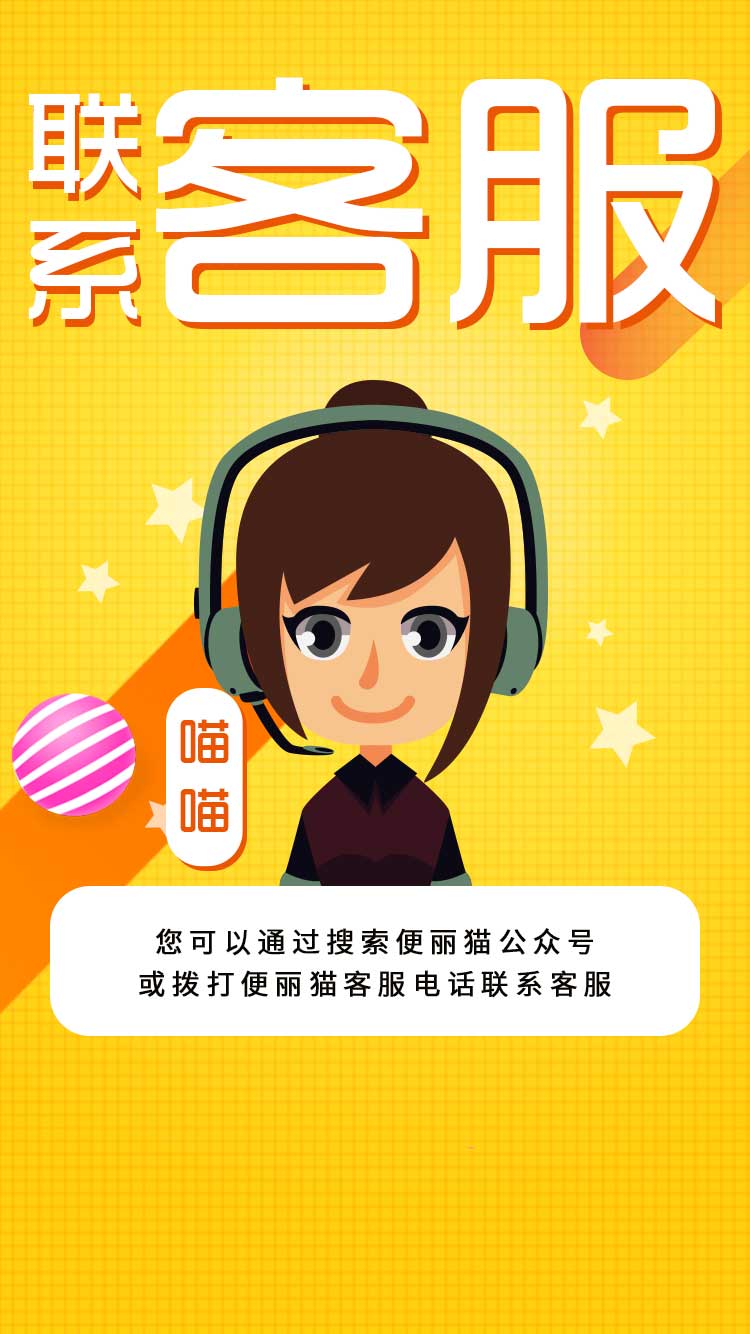 联系客服
喵喵
您可以通过搜索便丽猫公众号
或拨打便丽猫客服电话联系客服